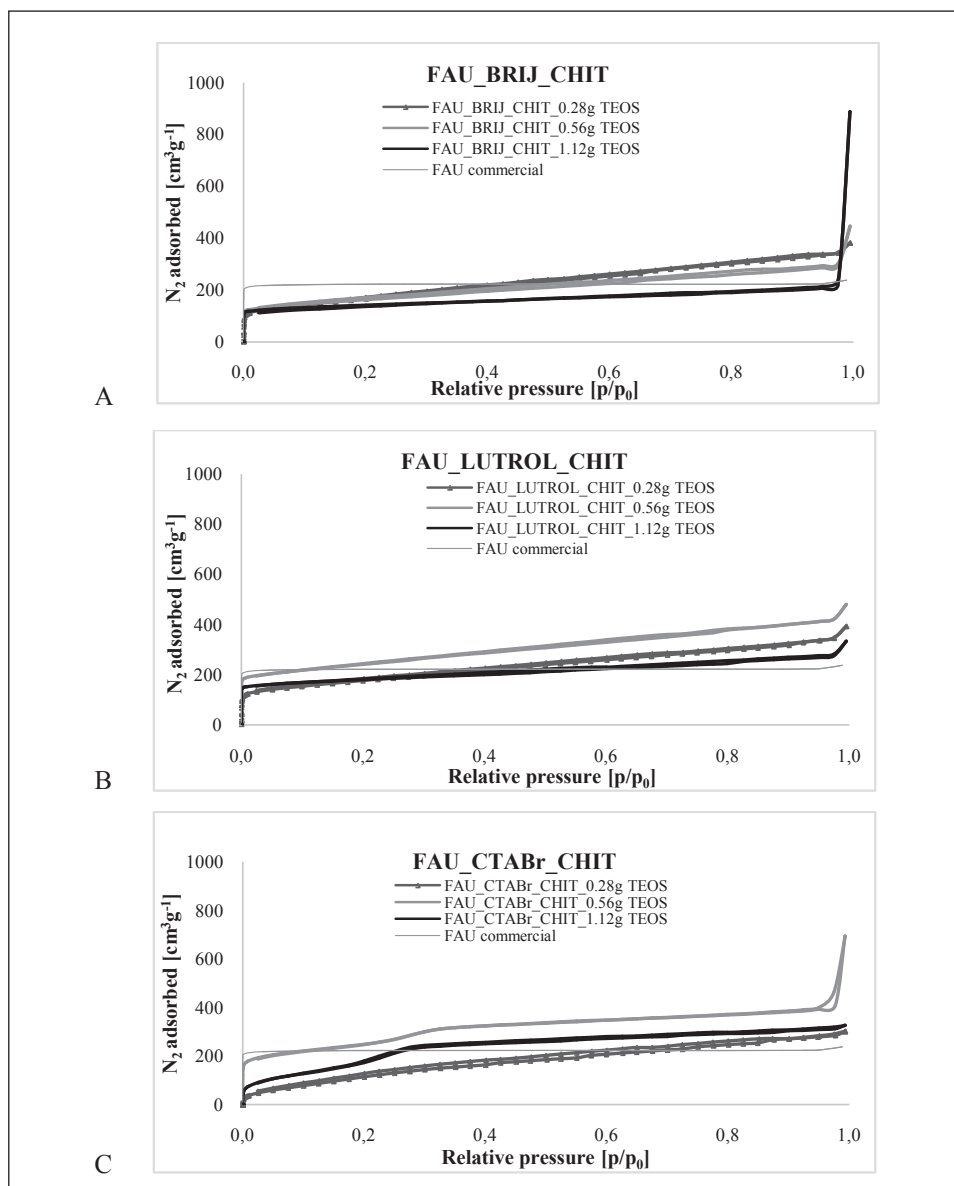 FAU_BRIJ_CHIT
1000
800
600
400
200
0
N₂ adsorbed [cm³g⁻¹]
FAU_BRIJ_CHIT_0.28g TEOS
FAU_BRIJ_CHIT_0.56g TEOS
FAU_BRIJ_CHIT_1.12g TEOS
FAU commercial
0,0 0,2 0,4 0,6 0,8 1,0
Relative pressure [p/p₀]
A
FAU_LUTROL_CHIT
1000
800
600
400
200
0
N₂ adsorbed [cm³g⁻¹]
FAU_LUTROL_CHIT_0.28g TEOS
FAU_LUTROL_CHIT_0.56g TEOS
FAU_LUTROL_CHIT_1.12g TEOS
FAU commercial
0,0 0,2 0,4 0,6 0,8 1,0
Relative pressure [p/p₀]
B
FAU_CTABr_CHIT
1000
800
600
400
200
0
N₂ adsorbed [cm³g⁻¹]
FAU_CTABr_CHIT_0.28g TEOS
FAU_CTABr_CHIT_0.56g TEOS
FAU_CTABr_CHIT_1.12g TEOS
FAU commercial
0,0 0,2 0,4 0,6 0,8 1,0
Relative pressure [p/p₀]
C